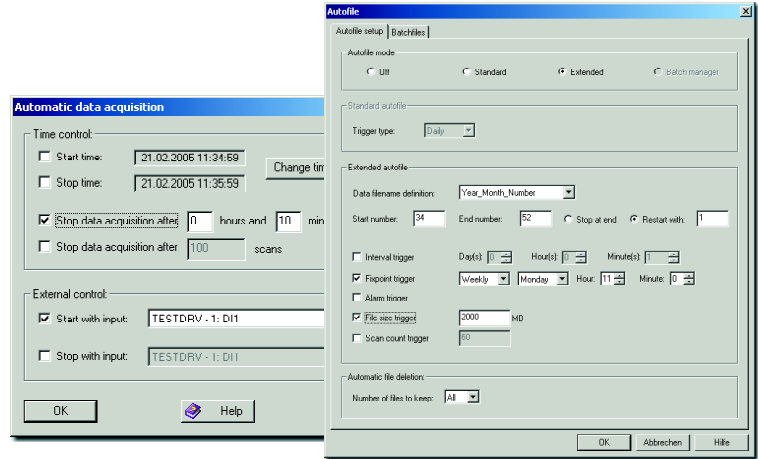 Automatic data acquisition
Time control:
Start time: 21.02.2005 11:34:59
Change tim
Stop time: 21.02.2005 11:35:59
Stop data acquisition after 0 hours and 10 min
Stop data acquisition after 100 scans
External control:
Start with input: TESTDRV - 1: DI1
Stop with input: TESTDRV - 1: DI1
OK Help
Autofile
Autofile setup Batchfiles
Autofile mode
Off Standard Extended Batch manager
Standard autofile
Trigger type: Daily
Extended autofile
Data filename definition: Year_Month_Number
Start number: 34 End number: 52 Stop at end Restart with: 1
Interval trigger Day(s): 0 Hour(s): 0 Minute(s): 1
Fixpoint trigger Weekly Monday Hour: 11 Minute: 0
Alarm trigger
File size trigger 2000 MB
Scan count trigger 60
Automatic file deletion:
Number of files to keep: All
OK Abbrechen Hilfe